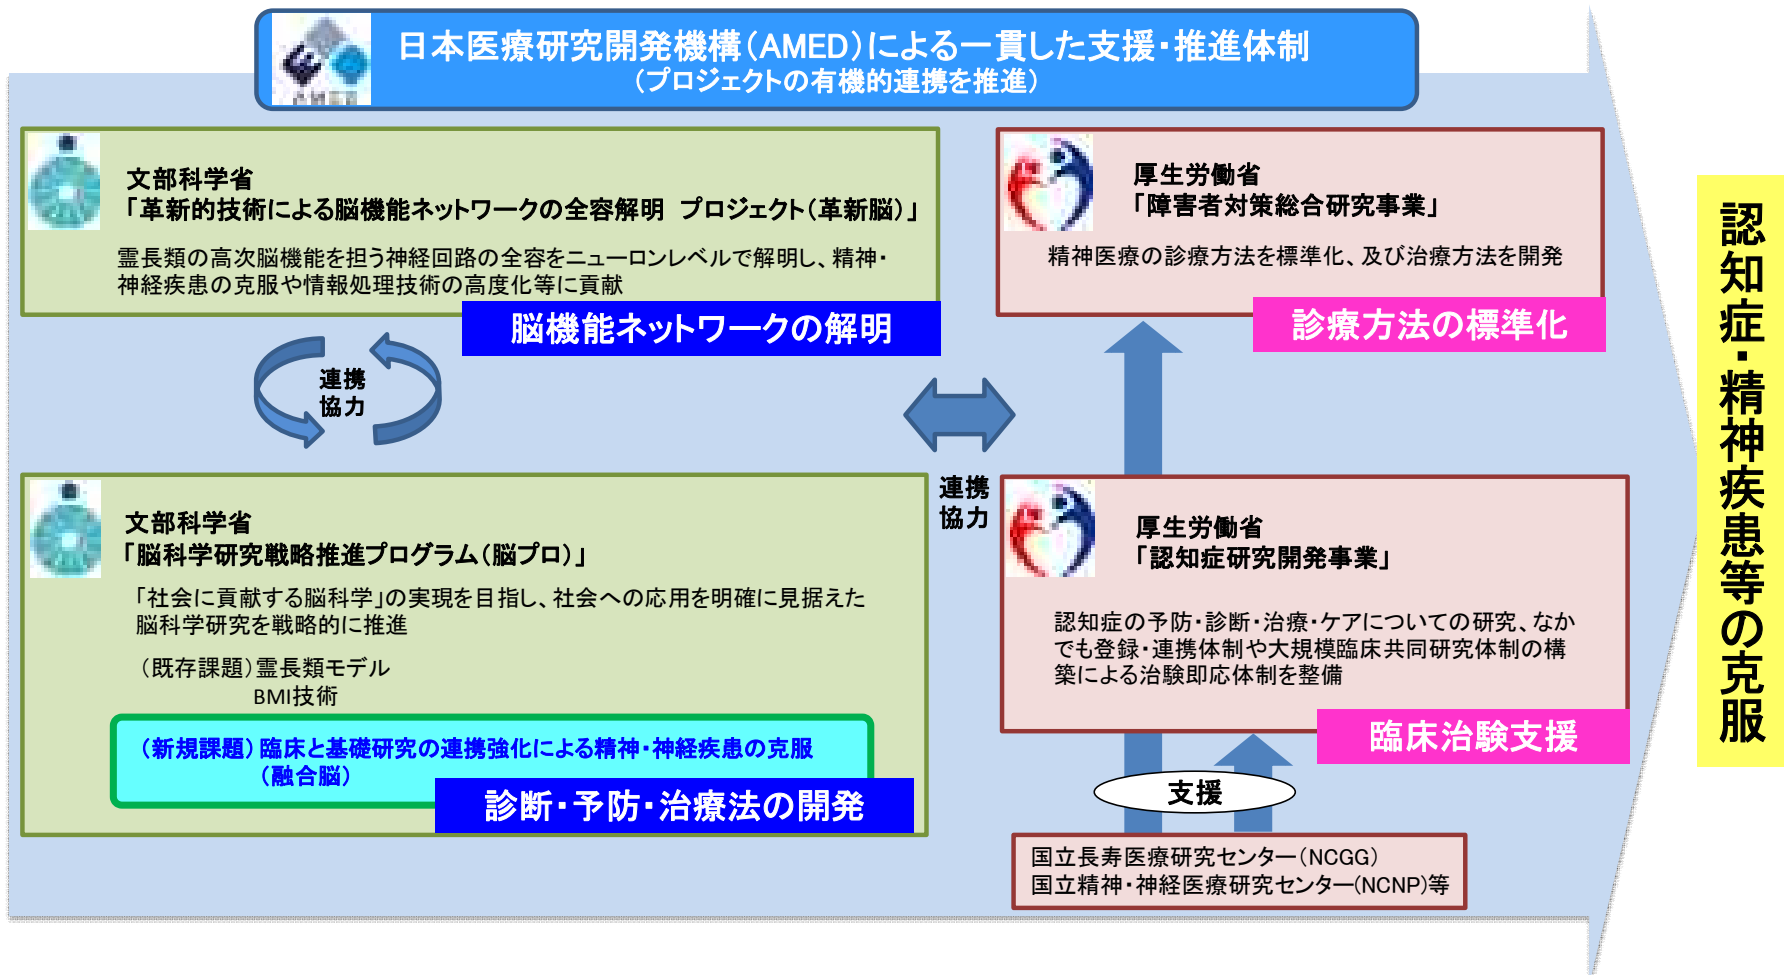 日本医療研究開発機構（AMED）による一貫した支援・推進体制
（プロジェクトの有機的連携を推進）
AMED
文部科学省
「革新的技術による脳機能ネットワークの全容解明 プロジェクト（革新脳）」
霊長類の高次脳機能を担う神経回路の全容をニューロンレベルで解明し、精神・
神経疾患の克服や情報処理技術の高度化等に貢献
脳機能ネットワークの解明
厚生労働省
「障害者対策総合研究事業」
精神医療の診療方法を標準化、及び治療方法を開発
診療方法の標準化
連携
協力
連携
協力
文部科学省
「脳科学研究戦略推進プログラム（脳プロ）」
「社会に貢献する脳科学」の実現を目指し、社会への応用を明確に見据えた
脳科学研究を戦略的に推進
（既存課題）霊長類モデル
BMI技術
（新規課題）臨床と基礎研究の連携強化による精神・神経疾患の克服
（融合脳）
診断・予防・治療法の開発
厚生労働省
「認知症研究開発事業」
認知症の予防・診断・治療・ケアについての研究、なか
でも登録・連携体制や大規模臨床共同研究体制の構
築による治験即応体制を整備
臨床治験支援
支援
国立長寿医療研究センター（NCGG）
国立精神・神経医療研究センター(NCNP)等
認知症・精神疾患等の克服